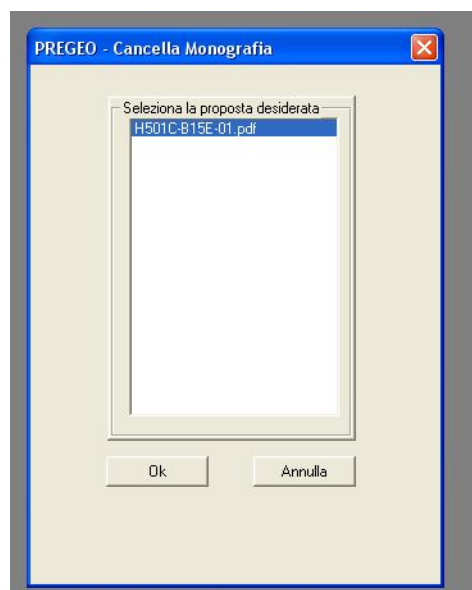 PREGEO - Cancella Monografia
Seleziona la proposta desiderata
H501C-B15E-01.pdf
Ok Annulla